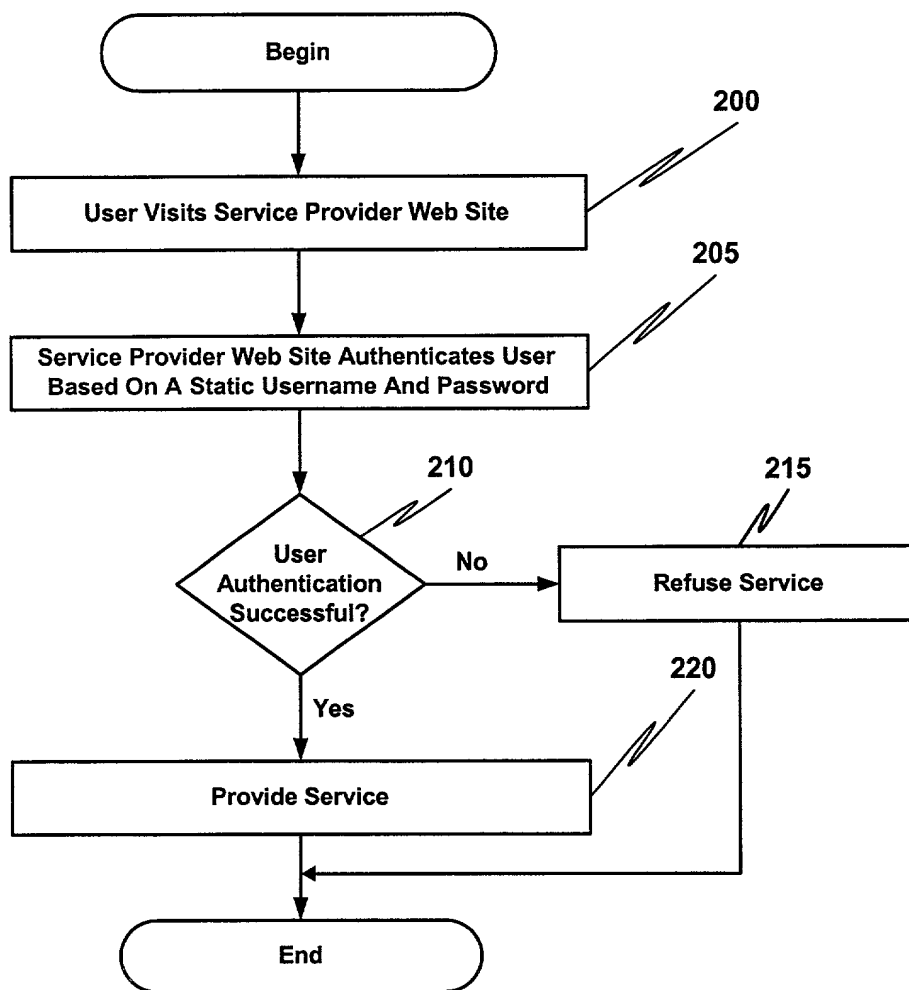 Begin
200
User Visits Service Provider Web Site
205
Service Provider Web Site Authenticates User
Based On A Static Username And Password
210
215
User
Authentication
Successful?
No
Refuse Service
220
Yes
Provide Service
End